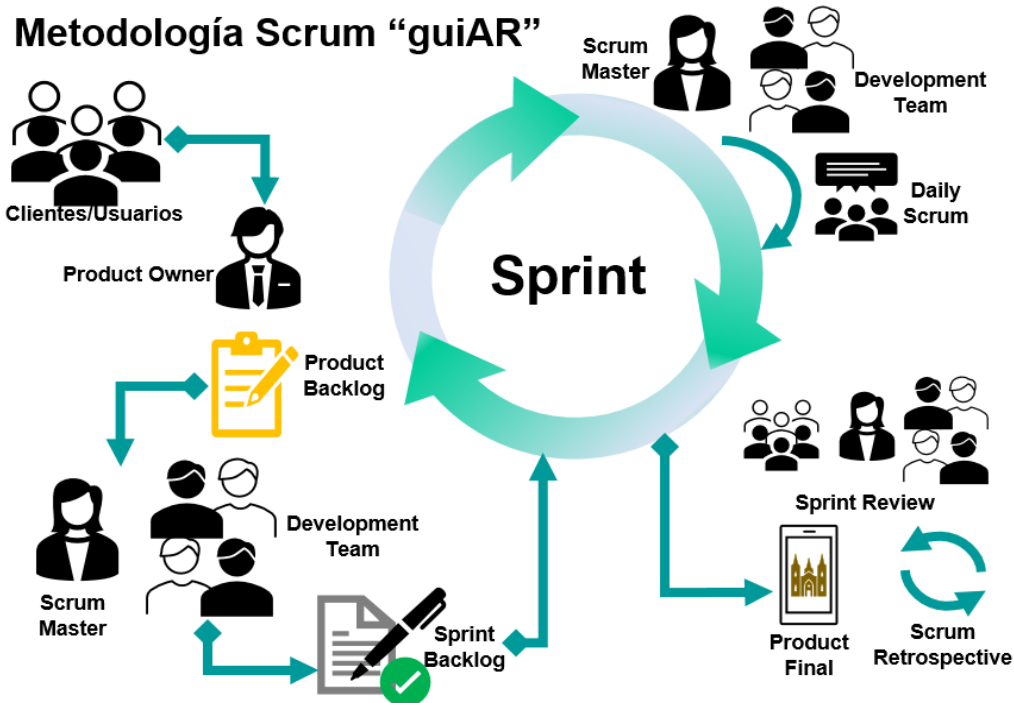 Metodología Scrum “guiAR”
Scrum
Master
Development
Team
Clientes/Usuarios
Daily
Scrum
Product Owner
Sprint
Product
Backlog
Development
Team
Scrum
Master
Sprint
Backlog
Sprint Review
Product
Final
Scrum
Retrospective